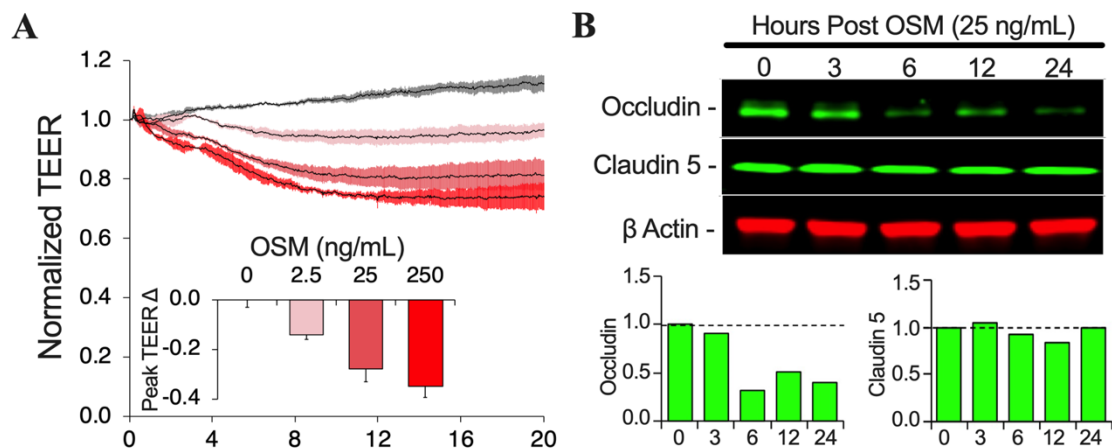 A
Normalized TEER
1.2
1.0
0.8
0.6
0.4
0.2
0.0
0 4 8 12 16 20
OSM (ng/mL)
0 2.5 25 250
Peak TEER Δ
0.0
-0.2
-0.4
B
Hours Post OSM (25 ng/mL)
0 3 6 12 24
Occludin -
Claudin 5 -
β Actin -
Occludin
1.5
1.0
0.5
0.0
0 3 6 12 24
Claudin 5
1.5
1.0
0.5
0.0
0 3 6 12 24